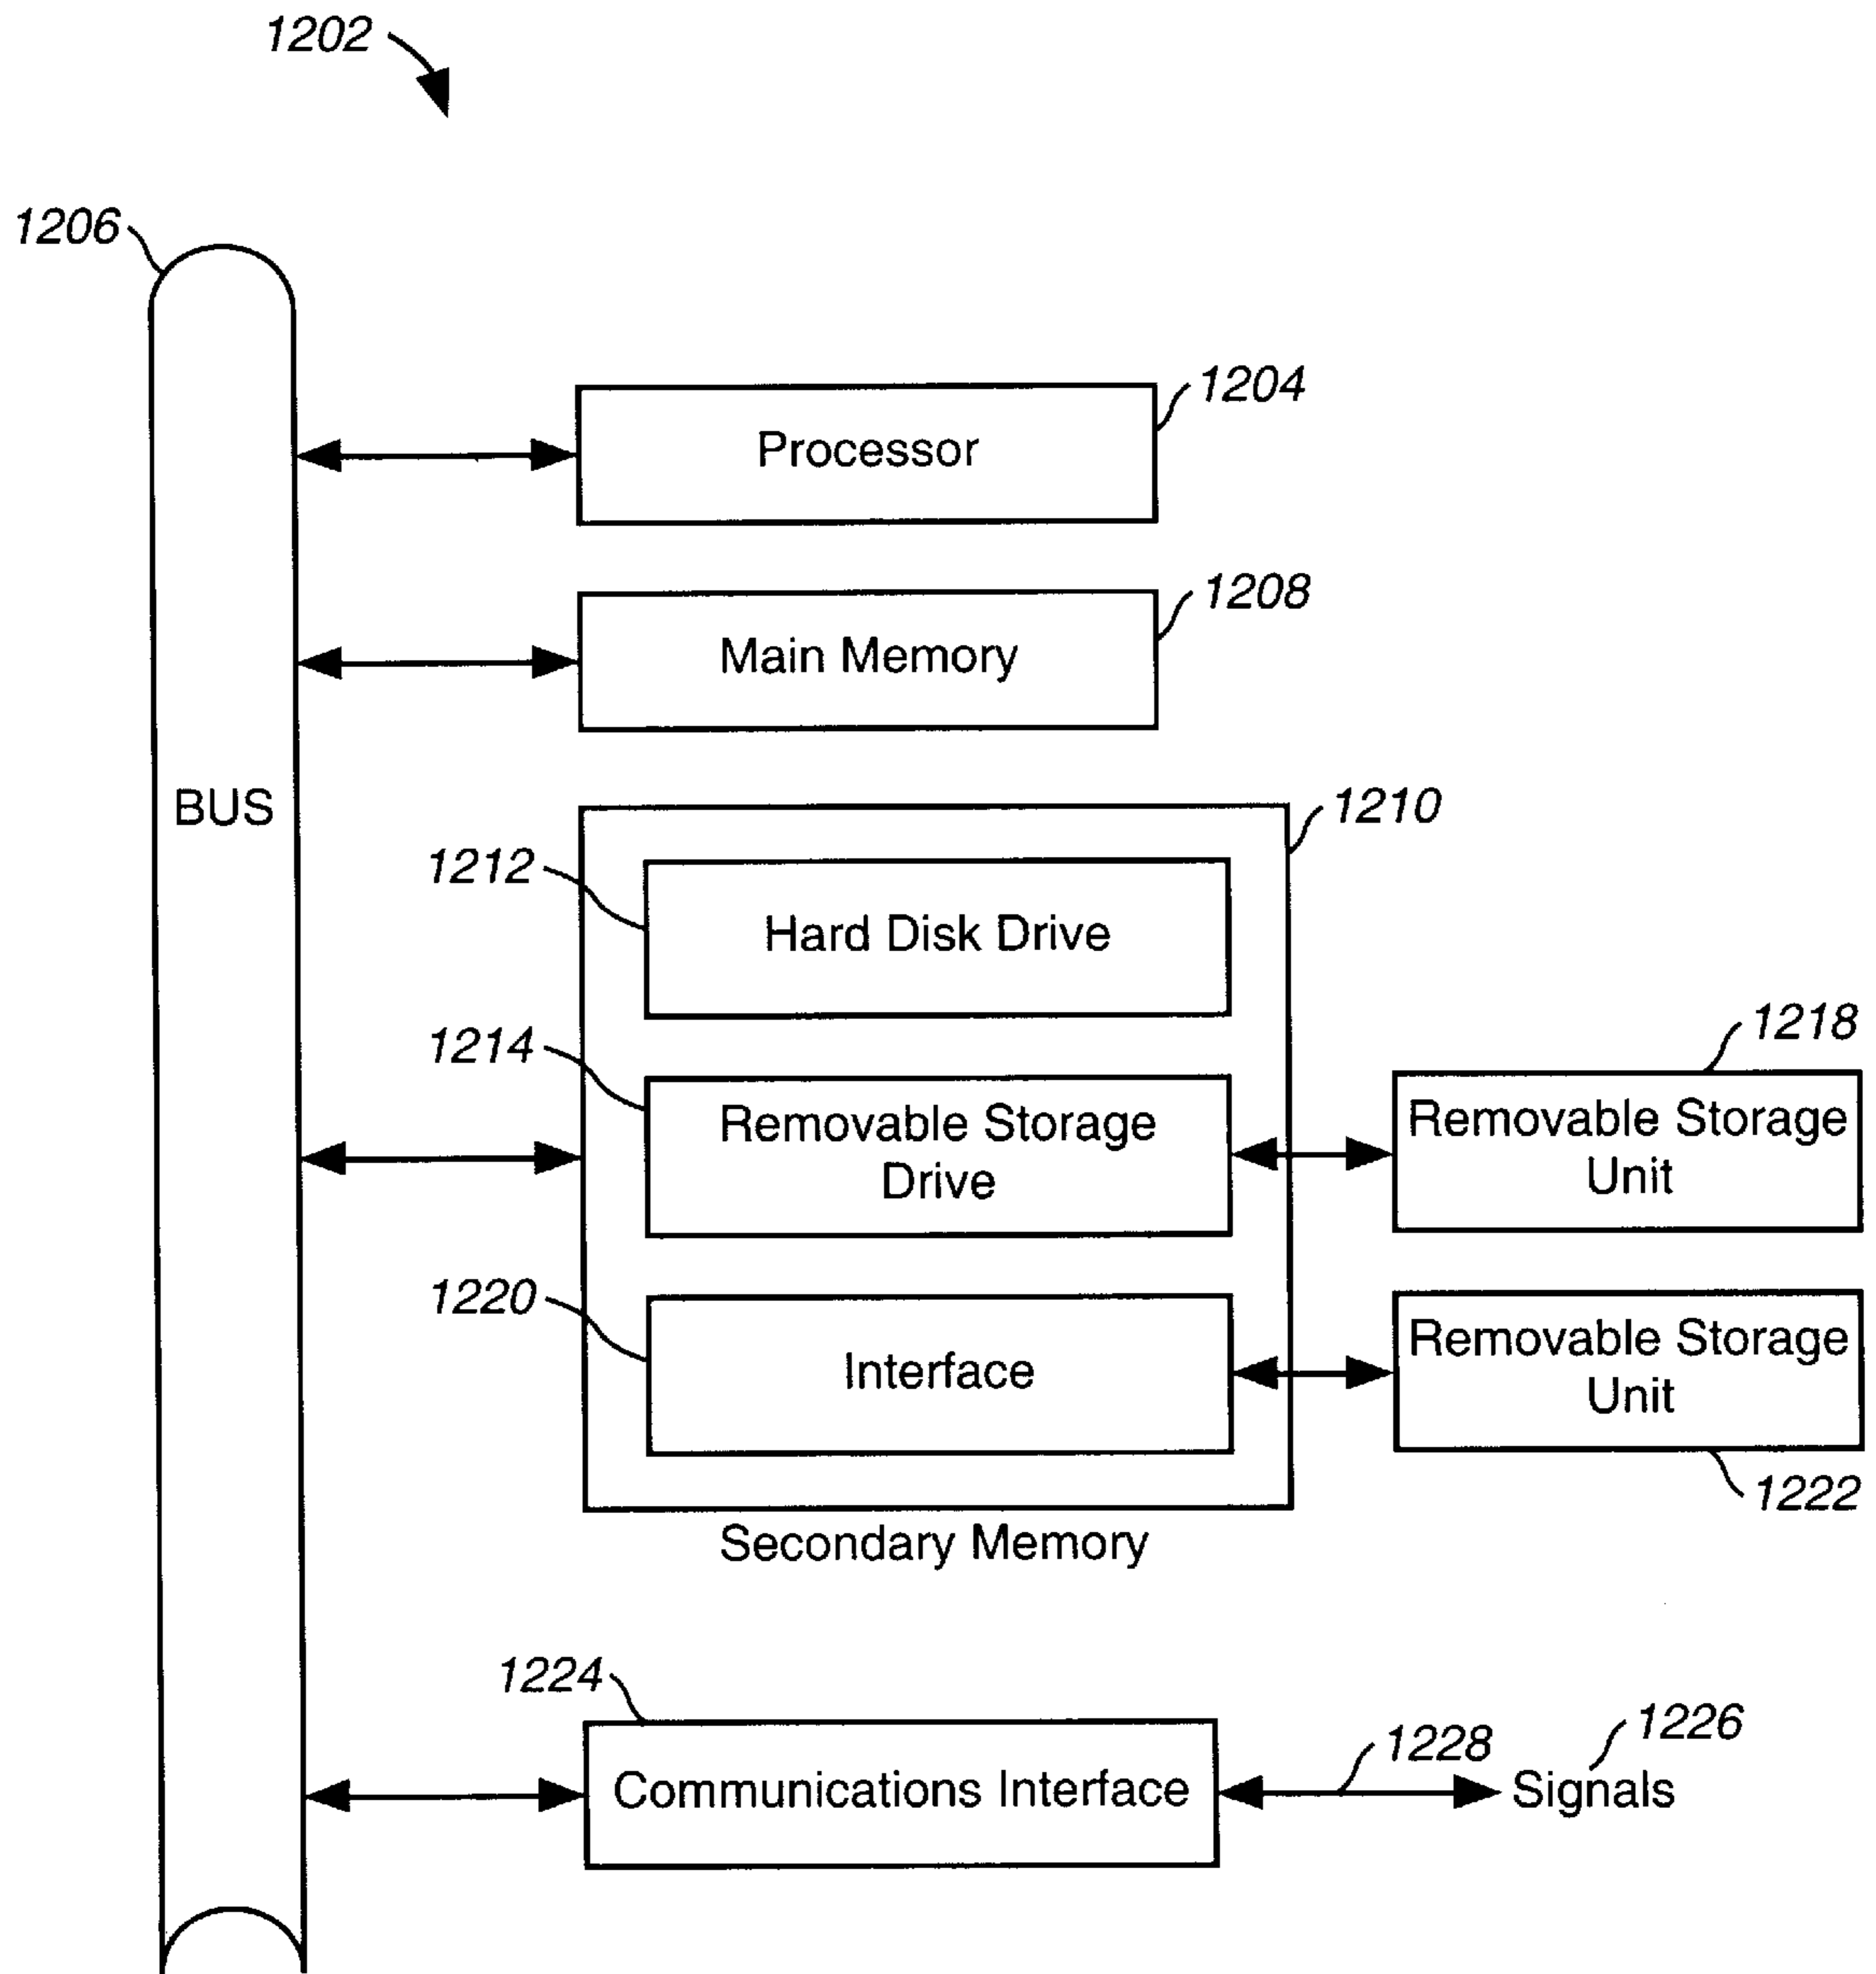 1202
1206
1204
Processor
1208
Main Memory
BUS
1210
1212
Hard Disk Drive
1214
Removable Storage
Drive
1218
Removable Storage
Unit
1220
Interface
Removable Storage
Unit
1222
Secondary Memory
1224
Communications Interface
1228
1226
Signals